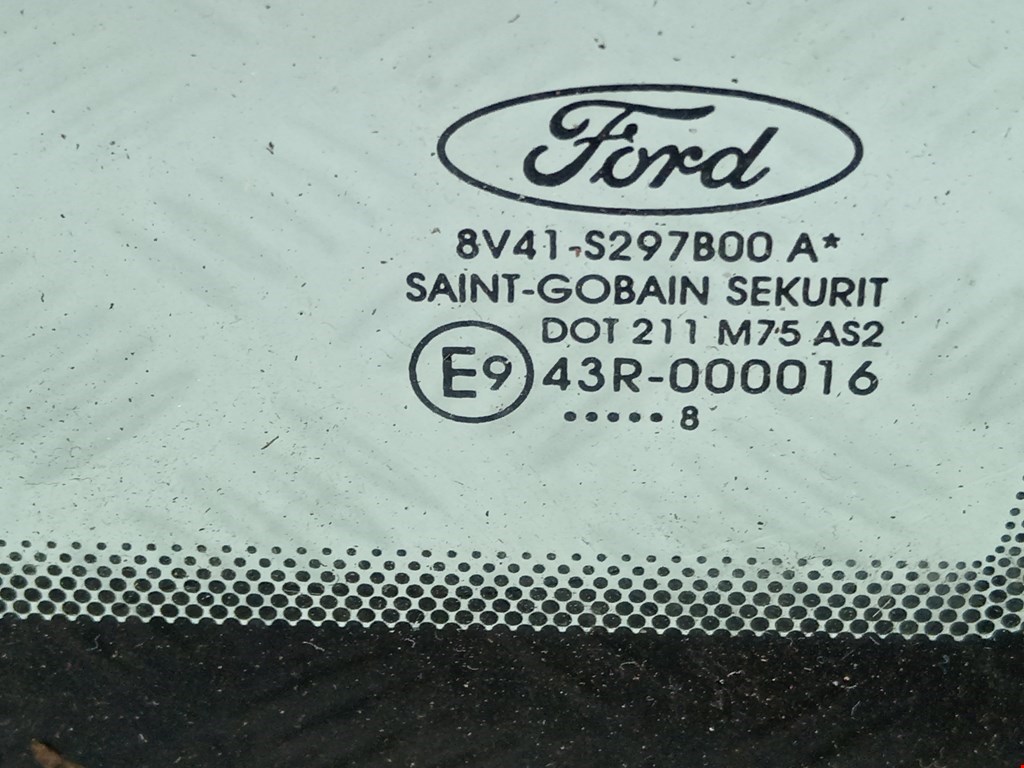 Ford
8V41-S297B00 A*
SAINT-GOBAIN SEKURIT
DOT 211 M75 AS2
E9 43R-000016
•••••8